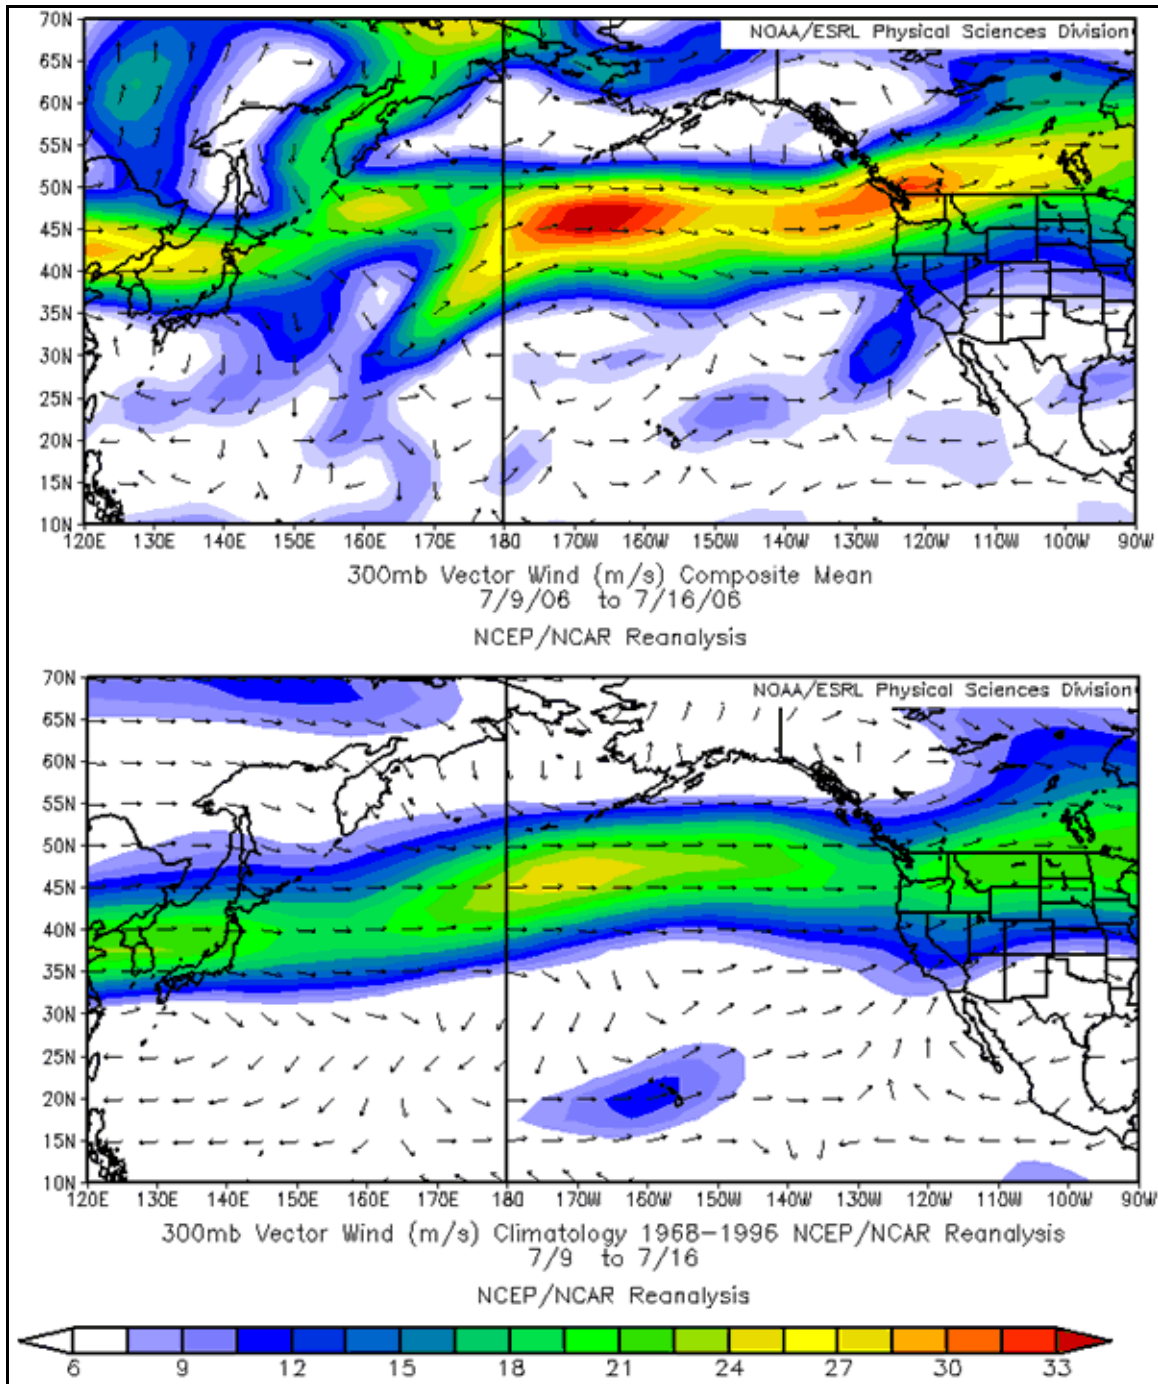 70N
NOAA/ESRL Physical Sciences Division
65N
60N
55N
50N
45N
40N
35N
30N
25N
20N
15N
10N
120E 130E 140E 150E 160E 170E 180 170W 160W 150W 140W 130W 120W 110W 100W 90W
300mb Vector Wind (m/s) Composite Mean
7/9/06 to 7/16/06
NCEP/NCAR Reanalysis
70N
NOAA/ESRL Physical Sciences Division
65N
60N
55N
50N
45N
40N
35N
30N
25N
20N
15N
10N
120E 130E 140E 150E 160E 170E 180 170W 160W 150W 140W 130W 120W 110W 100W 90W
300mb Vector Wind (m/s) Climatology 1968-1996 NCEP/NCAR Reanalysis
7/9 to 7/16
NCEP/NCAR Reanalysis
6 9 12 15 18 21 24 27 30 33